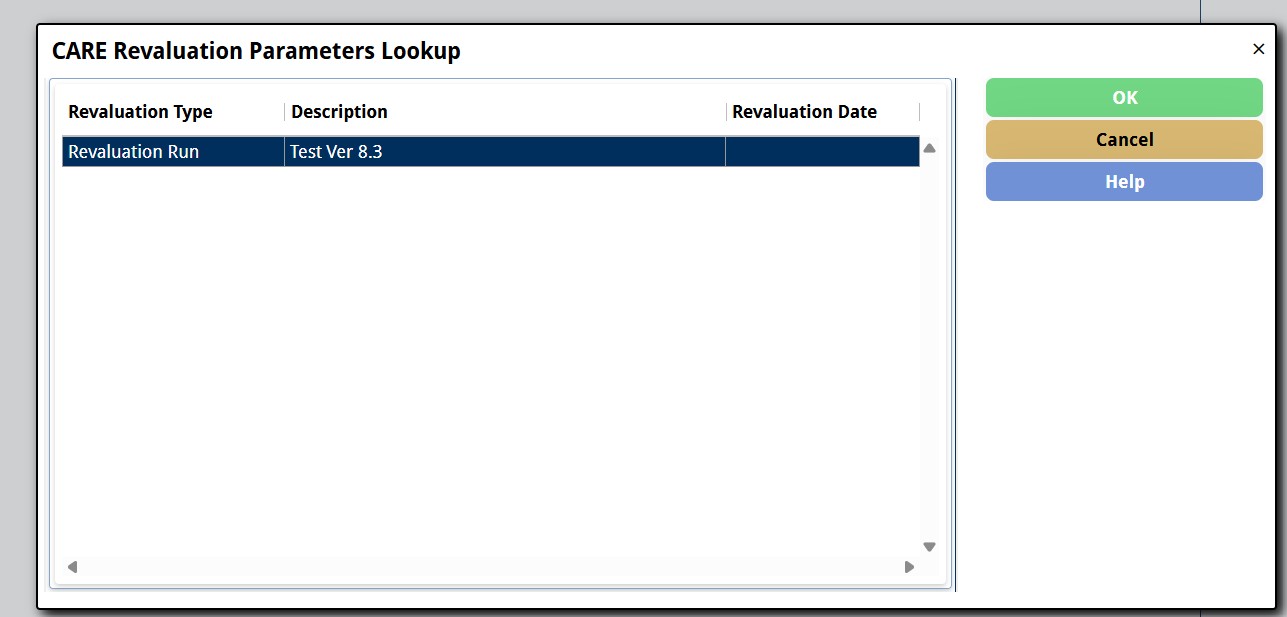 CARE Revaluation Parameters Lookup
Revaluation Type Description Revaluation Date
Revaluation Run Test Ver 8.3
OK
Cancel
Help